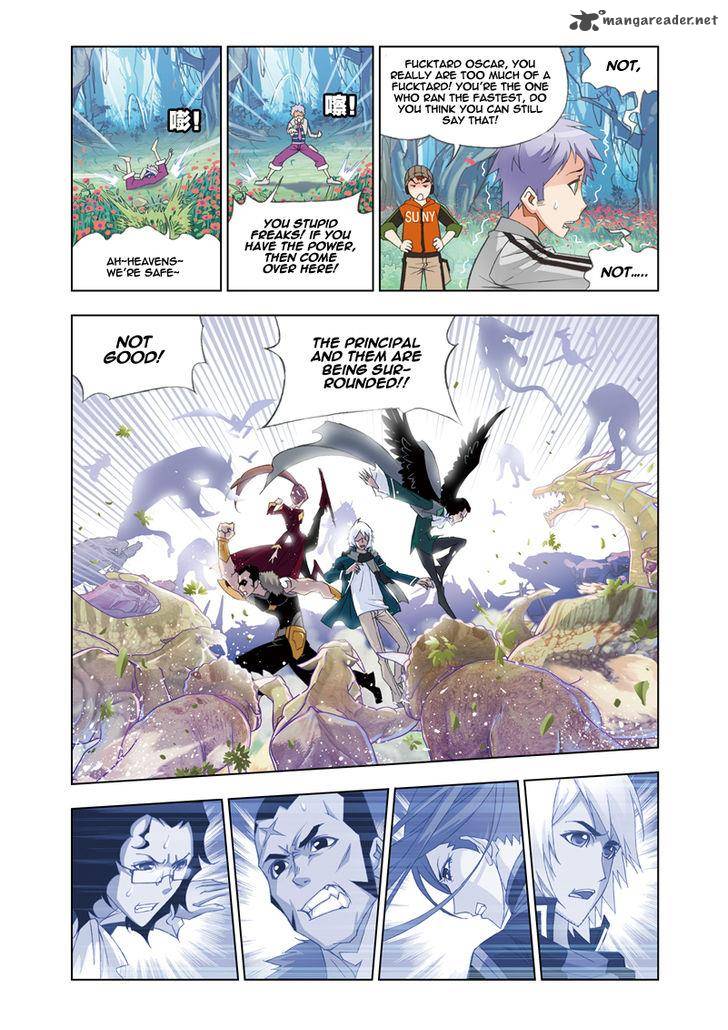 mangareader.net
嘭!
AH~HEAVENS~
WE'RE SAFE~
嚓!
YOU STUPID
FREAKS! IF YOU
HAVE THE POWER,
THEN COME
OVER HERE!
FUCKTARD OSCAR, YOU
REALLY ARE TOO MUCH OF A
FUCKTARD! YOU'RE THE ONE
WHO RAN THE FASTEST, DO
YOU THINK YOU CAN STILL
SAY THAT!
SUNY
NOT,
NOT.....
NOT
GOOD!
THE PRINCIPAL
AND THEM ARE
BEING SUR-
ROUNDED!!